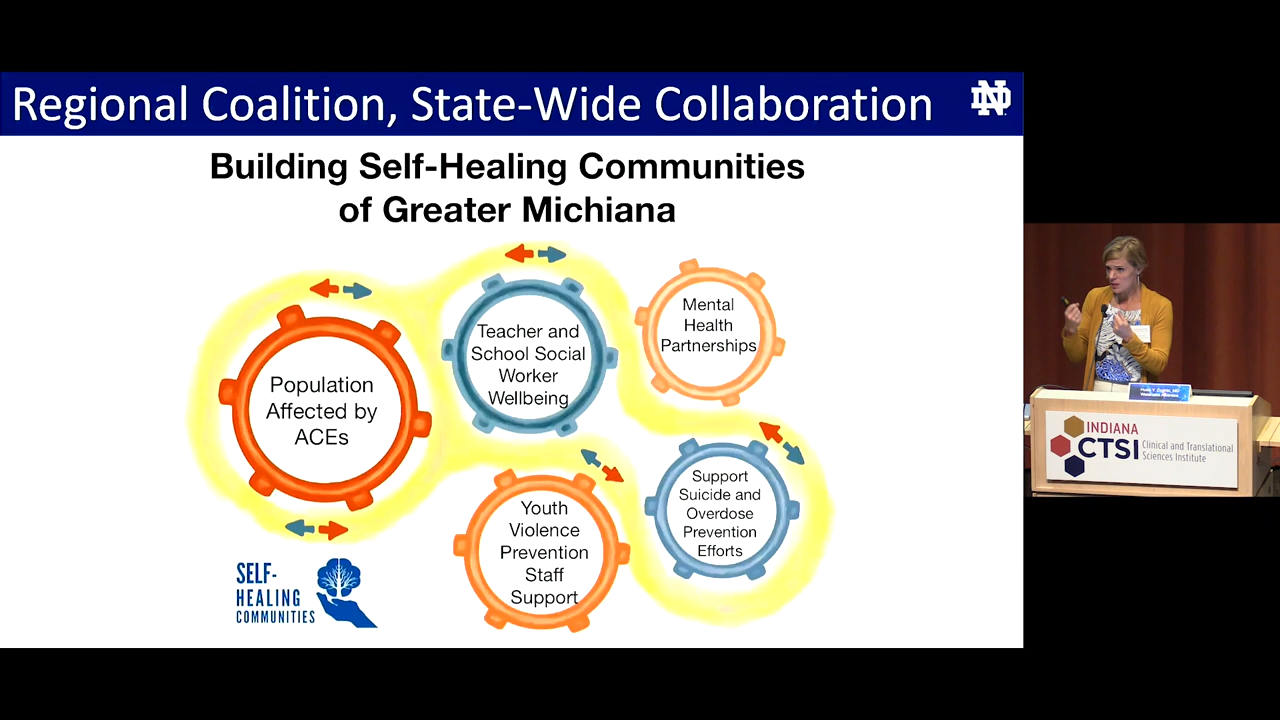 Regional Coalition, State-Wide Collaboration
ND
Building Self-Healing Communities
of Greater Michiana
Population
Affected by
ACEs
Teacher and
School Social
Worker
Wellbeing
Mental
Health
Partnerships
Youth
Violence
Prevention
Staff
Support
Support
Suicide and
Overdose
Prevention
Efforts
SELF-
HEALING
COMMUNITIES
INDIANA
CTSI
Clinical and Translational
Sciences Institute